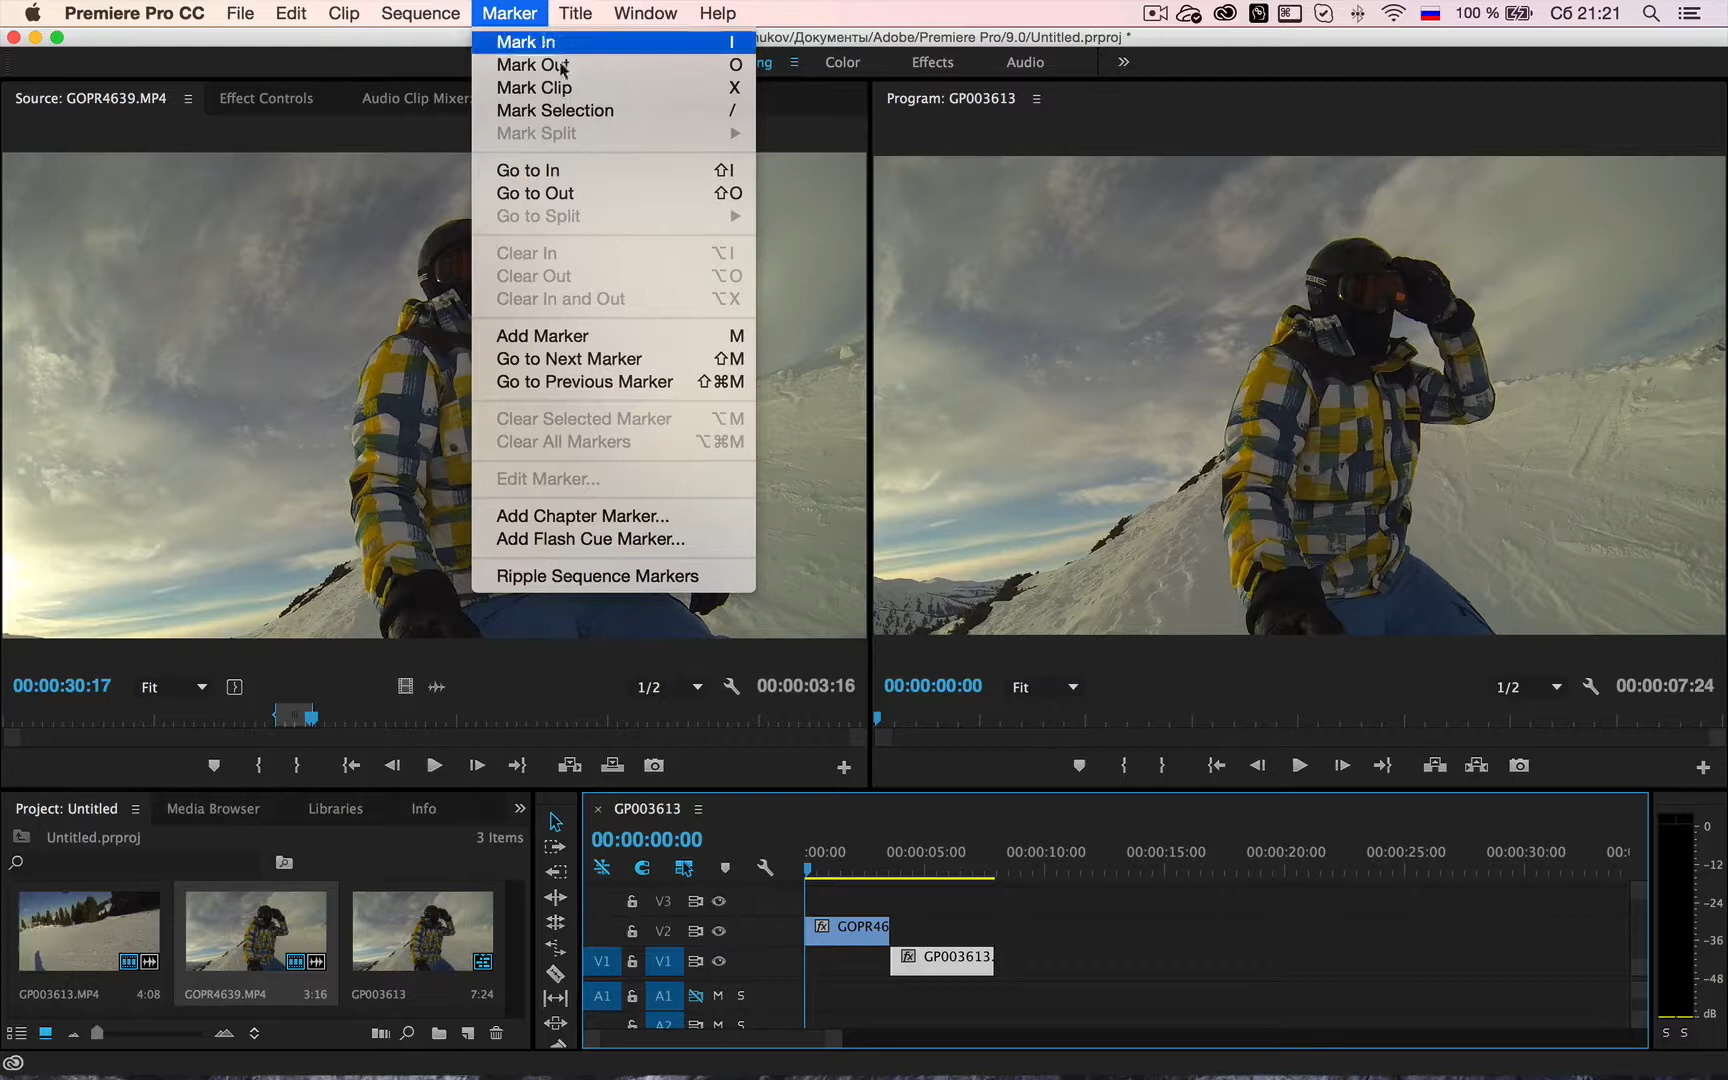 Premiere Pro CC File Edit Clip Sequence Marker Title Window Help 100 % Сб 21:21
nukov/Документы/Adobe/Premiere Pro/9.0/Untitled.prproj *
ng Color Effects Audio
Mark In I
Mark Out O
Mark Clip X
Mark Selection /
Mark Split
Go to In ⇧I
Go to Out ⇧O
Go to Split
Clear In ⌥I
Clear Out ⌥O
Clear In and Out ⌥X
Add Marker M
Go to Next Marker ⇧M
Go to Previous Marker ⇧⌘M
Clear Selected Marker ⌥M
Clear All Markers ⌥⌘M
Edit Marker...
Add Chapter Marker...
Add Flash Cue Marker...
Ripple Sequence Markers
Source: GOPR4639.MP4 Effect Controls Audio Clip Mixer:
Program: GP003613
00:00:30:17 Fit 1/2 00:00:03:16
00:00:00:00 Fit 1/2 00:00:07:24
Project: Untitled Media Browser Libraries Info
Untitled.prproj 3 Items
GP003613.MP4 4:08
GOPR4639.MP4 3:16
GP003613 7:24
GP003613
00:00:00:00
:00:00 00:00:05:00 00:00:10:00 00:00:15:00 00:00:20:00 00:00:25:00 00:00:30:00 00:0
V3
V2 GOPR46
V1 V1 GP003613.
A1 A1 M S
A2 M S
0
-12
-24
-36
-48
dB
S S